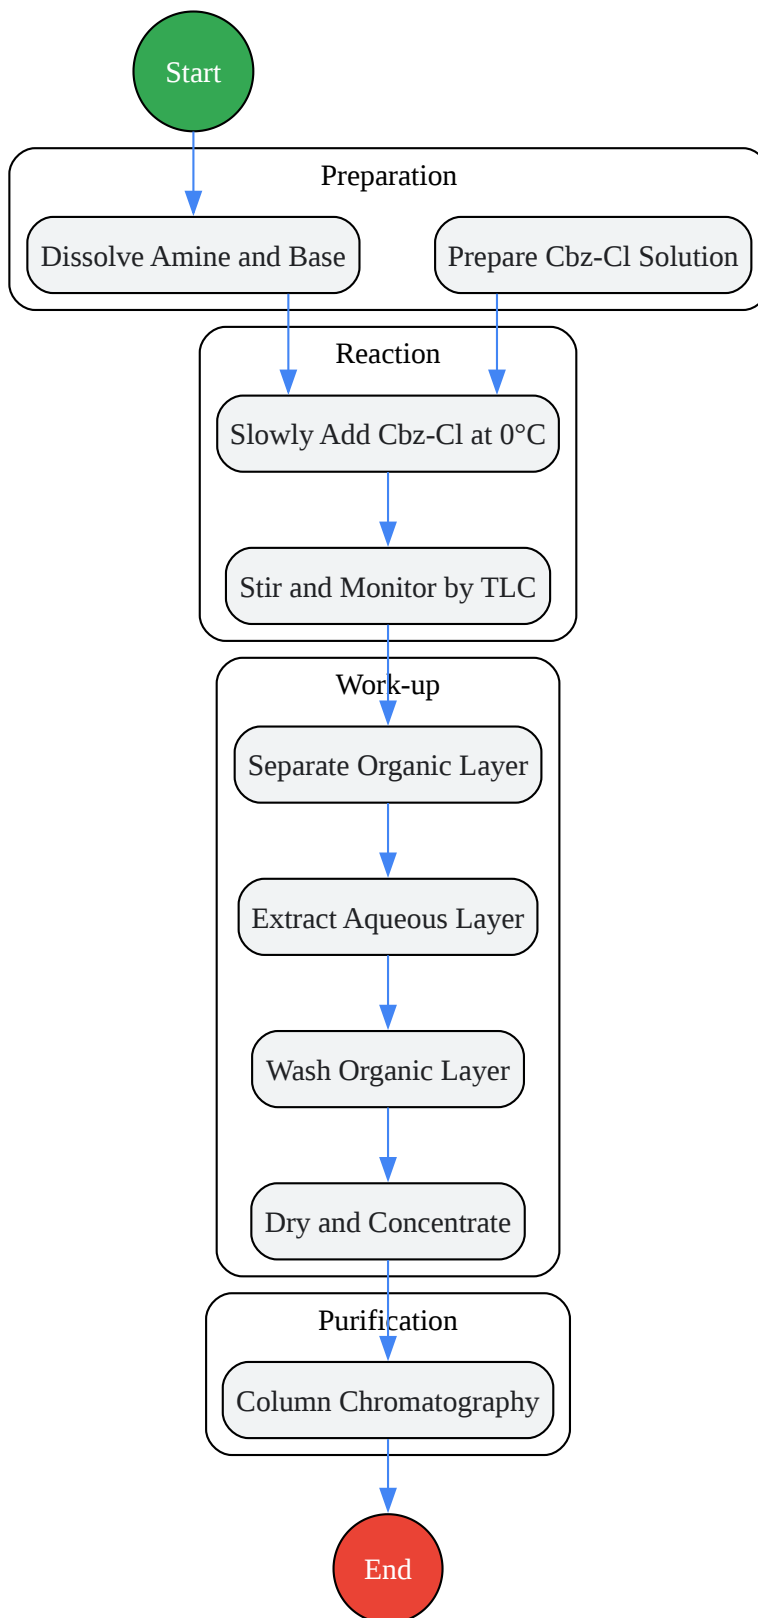 Start
Preparation
Dissolve Amine and Base
Prepare Cbz-Cl Solution
Reaction
Slowly Add Cbz-Cl at 0°C
Stir and Monitor by TLC
Work-up
Separate Organic Layer
Extract Aqueous Layer
Wash Organic Layer
Dry and Concentrate
Purification
Column Chromatography
End